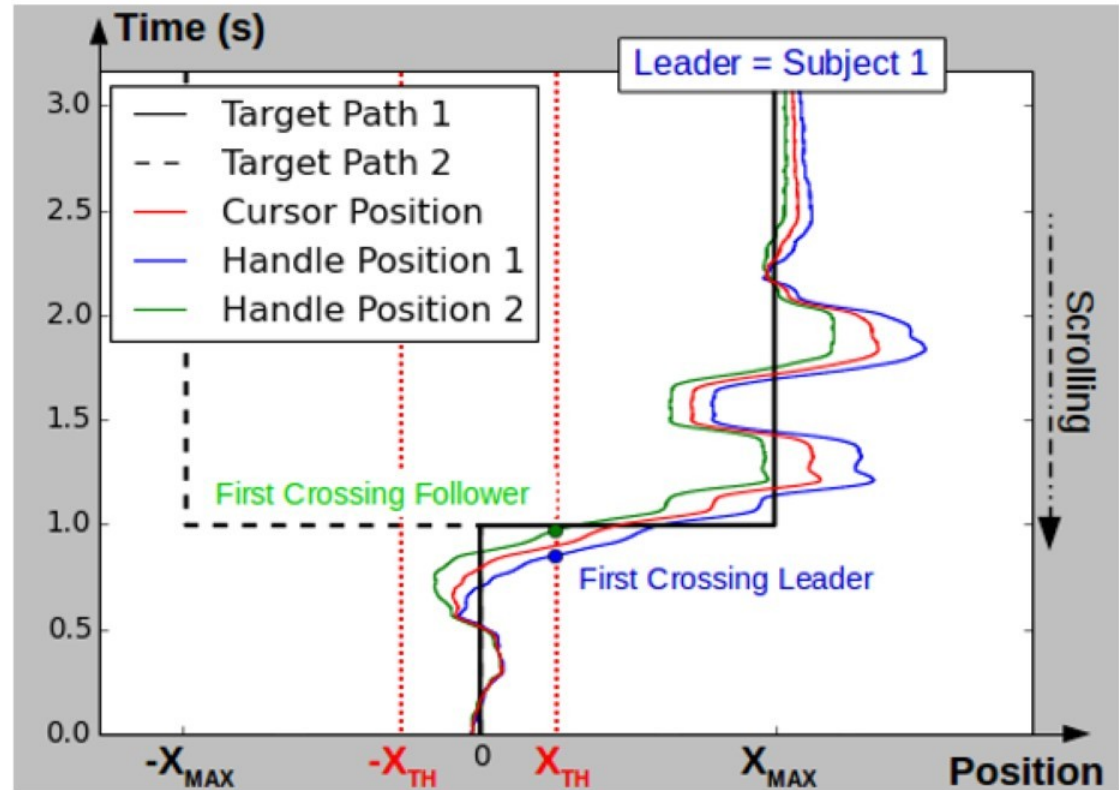 Time (s)
Leader = Subject 1
3.0
Target Path 1
Target Path 2
2.5
Cursor Position
Handle Position 1
Handle Position 2
2.0
Scrolling
1.5
First Crossing Follower
1.0
First Crossing Leader
0.5
0.0
-XMAX -XTH 0 XTH XMAX Position